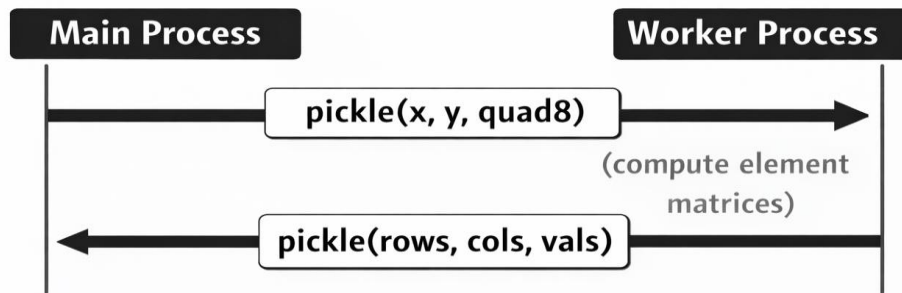 Main Process
Worker Process
pickle(x, y, quad8)
(compute element
matrices)
pickle(rows, cols, vals)